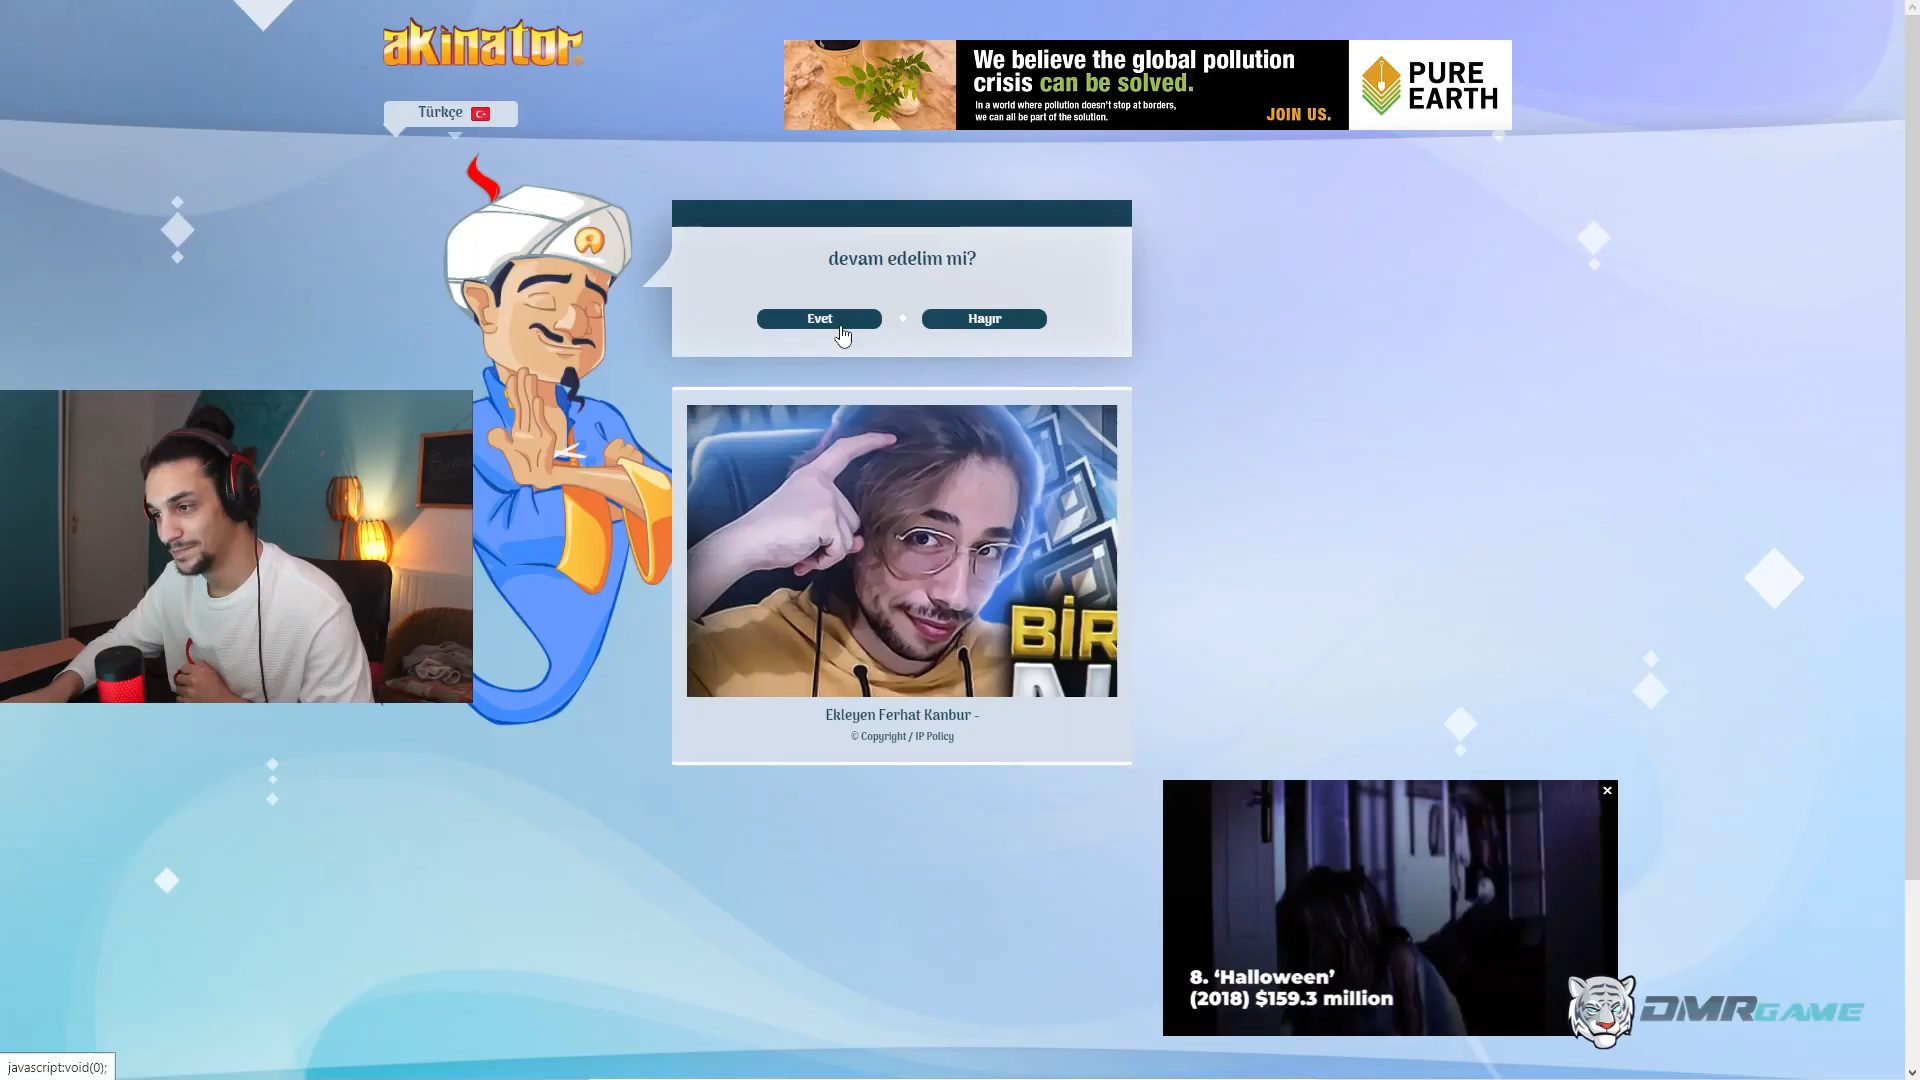 akinator
Türkçe
We believe the global pollution
crisis can be solved.
In a world where pollution doesn't stop at borders,
we can all be part of the solution.
JOIN US.
PURE
EARTH
devam edelim mi?
Evet
Hayır
BİR
Ekleyen Ferhat Kanbur -
© Copyright / IP Policy
8. ‘Halloween’
(2018) $159.3 million
DMRGAME
javascript:void(0);